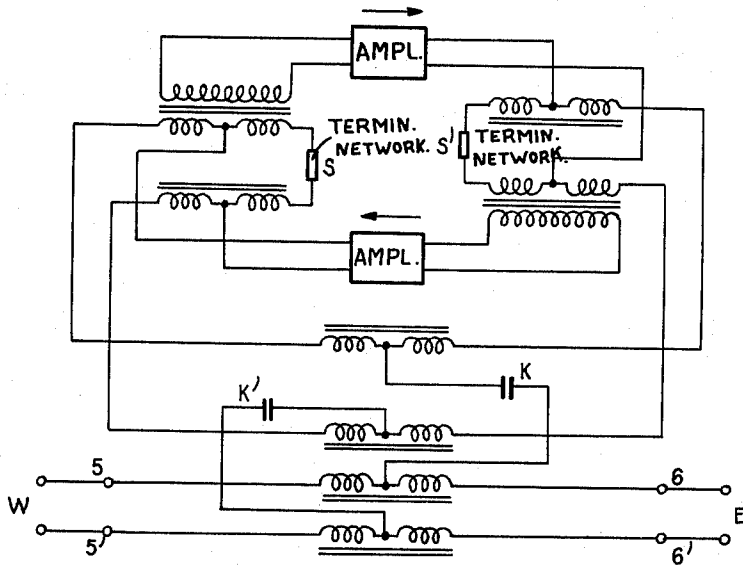 AMPL.
TERMIN.
NETWORK.
S
S'
TERMIN.
NETWORK.
AMPL.
K
K'
5
6
W
E
5'
6'